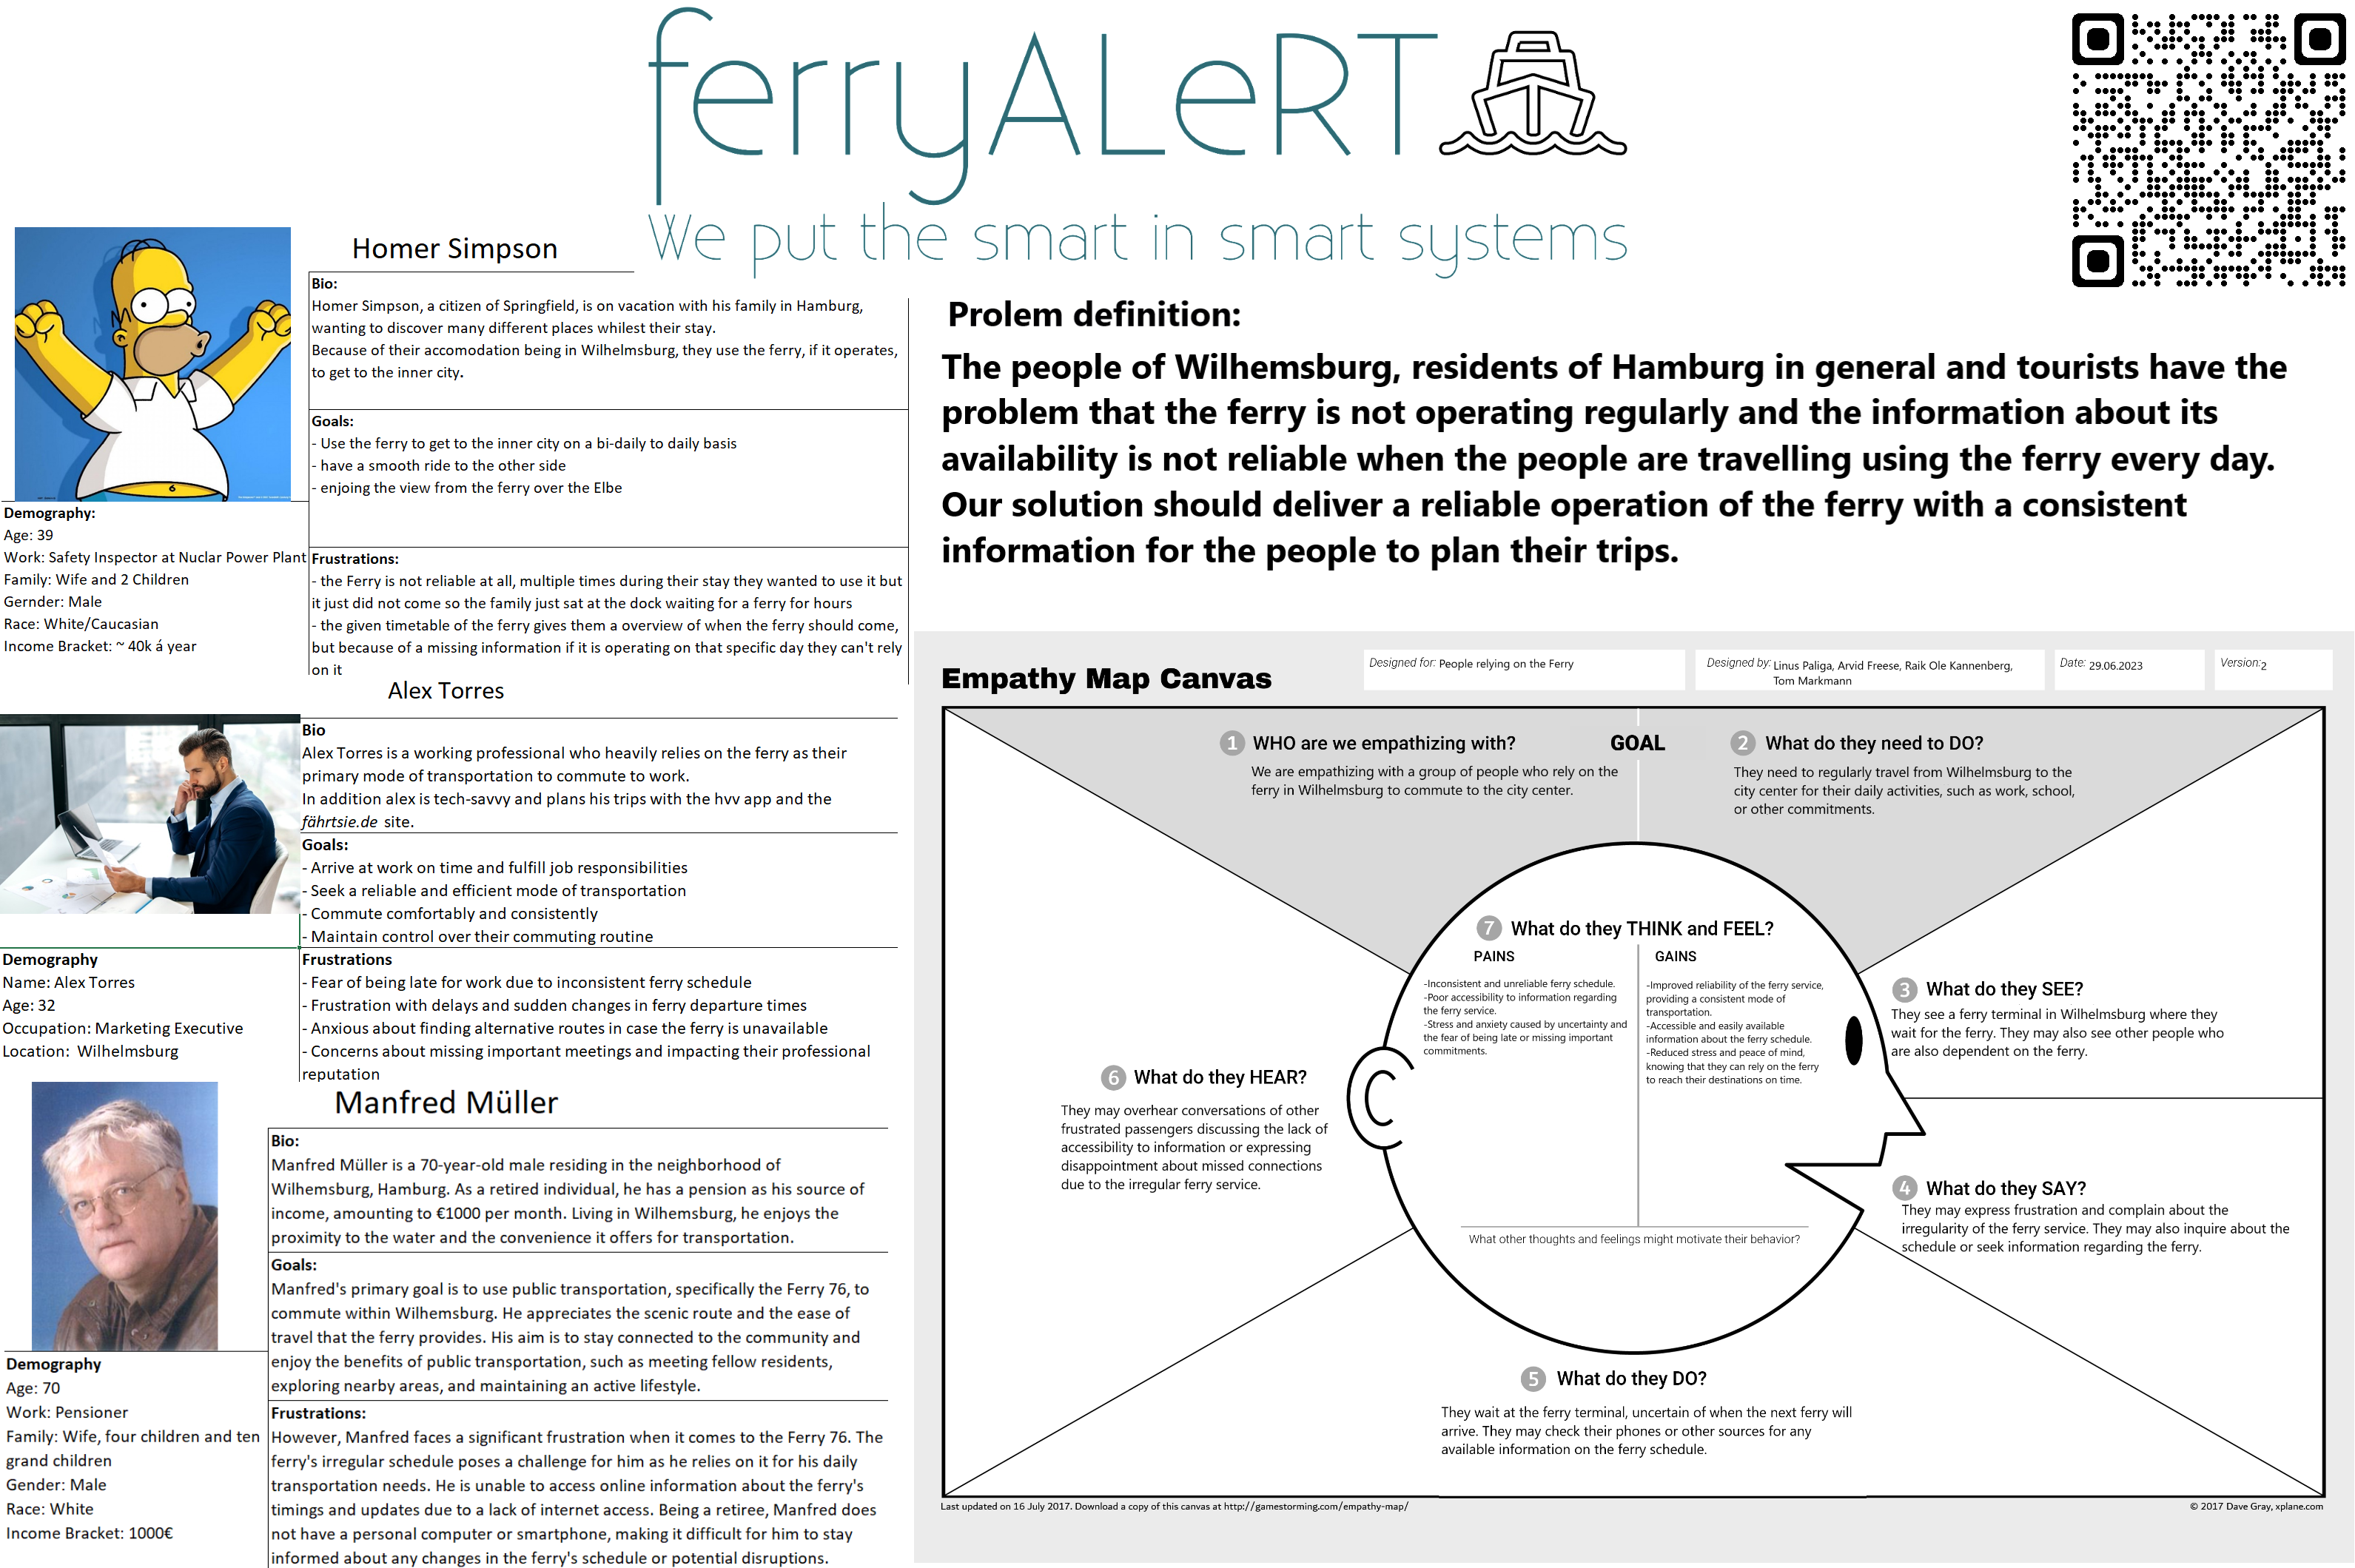 ferryALeRT
We put the smart in smart systems
Homer Simpson
Bio:
Homer Simpson, a citizen of Springfield, is on vacation with his family in Hamburg,
wanting to discover many different places whilest their stay.
Because of their accomodation being in Wilhelmsburg, they use the ferry, if it operates,
to get to the inner city.
Goals:
- Use the ferry to get to the inner city on a bi-daily to daily basis
- have a smooth ride to the other side
- enjoying the view from the ferry over the Elbe
Demography:
Age: 39
Work: Safety Inspector at Nuclar Power Plant
Family: Wife and 2 Children
Gernder: Male
Race: White/Caucasian
Income Bracket: ~ 40k á year
Frustrations:
- the Ferry is not reliable at all, multiple times during their stay they wanted to use it but
it just did not come so the family just sat at the dock waiting for a ferry for hours
- the given timetable of the ferry gives them a overview of when the ferry should come,
but because of a missing information if it is operating on that specific day they can't rely
on it
Alex Torres
Bio
Alex Torres is a working professional who heavily relies on the ferry as their
primary mode of transportation to commute to work.
In addition alex is tech-savvy and plans his trips with the hvv app and the
fährtsie.de site.
Goals:
- Arrive at work on time and fulfill job responsibilities
- Seek a reliable and efficient mode of transportation
- Commute comfortably and consistently
- Maintain control over their commuting routine
Demography
Name: Alex Torres
Age: 32
Occupation: Marketing Executive
Location: Wilhelmsburg
Frustrations
- Fear of being late for work due to inconsistent ferry schedule
- Frustration with delays and sudden changes in ferry departure times
- Anxious about finding alternative routes in case the ferry is unavailable
- Concerns about missing important meetings and impacting their professional
reputation
Manfred Müller
Bio:
Manfred Müller is a 70-year-old male residing in the neighborhood of
Wilhemsburg, Hamburg. As a retired individual, he has a pension as his source of
income, amounting to €1000 per month. Living in Wilhemsburg, he enjoys the
proximity to the water and the convenience it offers for transportation.
Goals:
Manfred's primary goal is to use public transportation, specifically the Ferry 76, to
commute within Wilhemsburg. He appreciates the scenic route and the ease of
travel that the ferry provides. His aim is to stay connected to the community and
enjoy the benefits of public transportation, such as meeting fellow residents,
exploring nearby areas, and maintaining an active lifestyle.
Demography
Age: 70
Work: Pensioner
Family: Wife, four children and ten
grand children
Gender: Male
Race: White
Income Bracket: 1000€
Frustrations:
However, Manfred faces a significant frustration when it comes to the Ferry 76. The
ferry's irregular schedule poses a challenge for him as he relies on it for his daily
transportation needs. He is unable to access online information about the ferry's
timings and updates due to a lack of internet access. Being a retiree, Manfred does
not have a personal computer or smartphone, making it difficult for him to stay
informed about any changes in the ferry's schedule or potential disruptions.
Prolem definition:
The people of Wilhemsburg, residents of Hamburg in general and tourists have the
problem that the ferry is not operating regularly and the information about its
availability is not reliable when the people are travelling using the ferry every day.
Our solution should deliver a reliable operation of the ferry with a consistent
information for the people to plan their trips.
Empathy Map Canvas
Designed for: People relying on the Ferry
Designed by: Linus Paliga, Arvid Freese, Raik Ole Kannenberg,
Tom Markmann
Date: 29.06.2023
Version: 2
1 WHO are we empathizing with?
We are empathizing with a group of people who rely on the
ferry in Wilhelmsburg to commute to the city center.
GOAL
2 What do they need to DO?
They need to regularly travel from Wilhelmsburg to the
city center for their daily activities, such as work, school,
or other commitments.
7 What do they THINK and FEEL?
PAINS
-Inconsistent and unreliable ferry schedule.
-Poor accessibility to information regarding
the ferry service.
-Stress and anxiety caused by uncertainty and
the fear of being late or missing important
commitments.
GAINS
-Improved reliability of the ferry service,
providing a consistent mode of
transportation.
-Accessible and easily available
information about the ferry schedule.
-Reduced stress and peace of mind,
knowing that they can rely on the ferry
to reach their destinations on time.
What other thoughts and feelings might motivate their behavior?
3 What do they SEE?
They see a ferry terminal in Wilhelmsburg where they
wait for the ferry. They may also see other people who
are also dependent on the ferry.
4 What do they SAY?
They may express frustration and complain about the
irregularity of the ferry service. They may also inquire about the
schedule or seek information regarding the ferry.
6 What do they HEAR?
They may overhear conversations of other
frustrated passengers discussing the lack of
accessibility to information or expressing
disappointment about missed connections
due to the irregular ferry service.
5 What do they DO?
They wait at the ferry terminal, uncertain of when the next ferry will
arrive. They may check their phones or other sources for any
available information on the ferry schedule.
Last updated on 16 July 2017. Download a copy of this canvas at http://gamestorming.com/empathy-map/
© 2017 Dave Gray, xplane.com